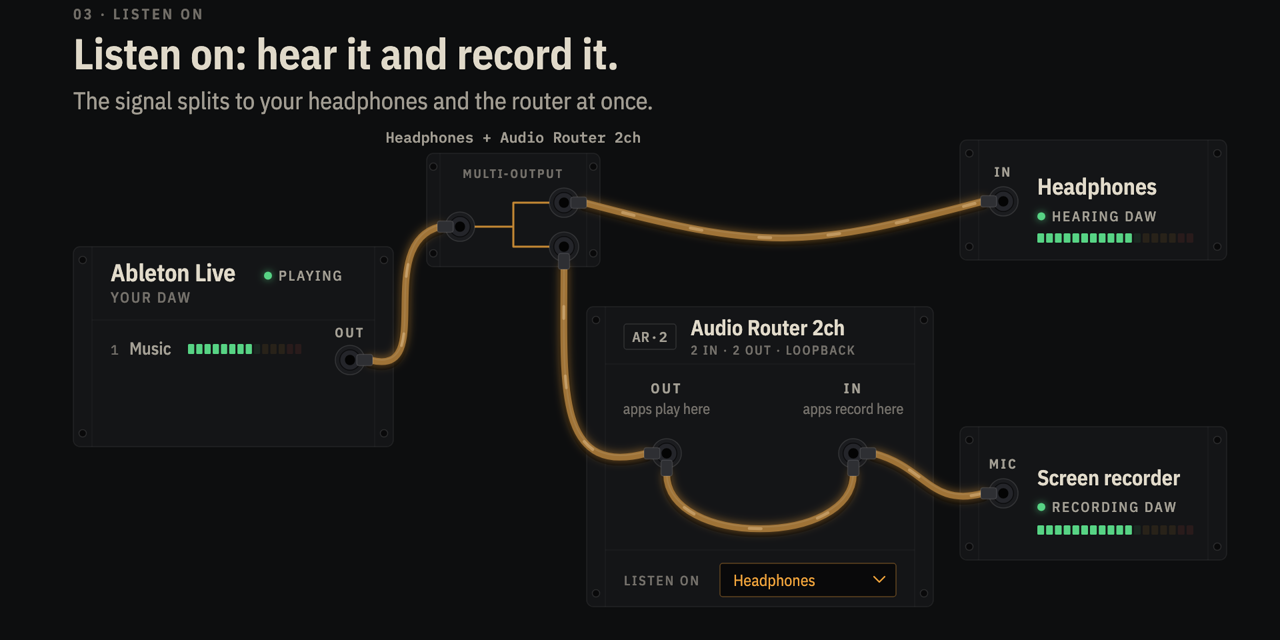 03 · LISTEN ON
Listen on: hear it and record it.
The signal splits to your headphones and the router at once.
Headphones + Audio Router 2ch
MULTI-OUTPUT
IN
Headphones
HEARING DAW
Ableton Live
PLAYING
YOUR DAW
OUT
1 Music
AR·2
Audio Router 2ch
2 IN · 2 OUT · LOOPBACK
OUT
apps play here
IN
apps record here
MIC
Screen recorder
RECORDING DAW
LISTEN ON
Headphones